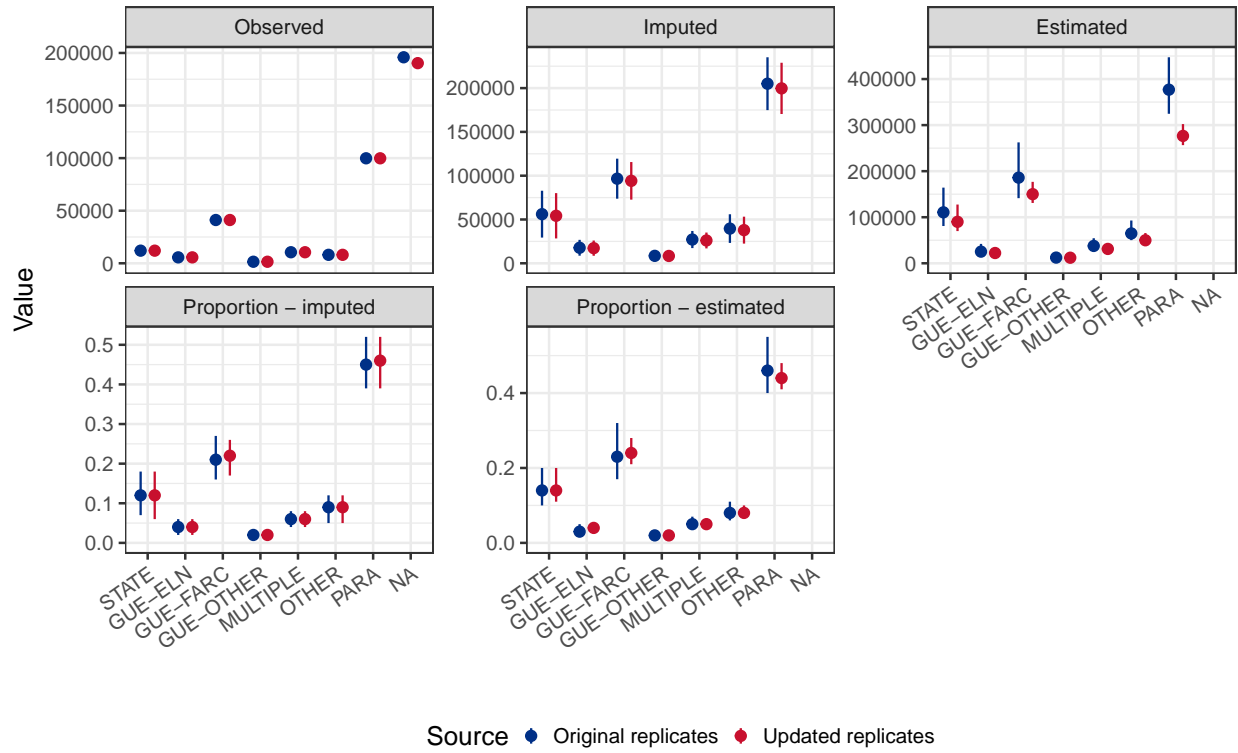 Observed
Imputed
Estimated
Value
200000
150000
100000
50000
0
200000
150000
100000
50000
0
400000
300000
200000
100000
0
STATE
GUE−ELN
GUE−FARC
GUE−OTHER
MULTIPLE
OTHER
PARA
NA
Proportion − imputed
Proportion − estimated
0.5
0.4
0.3
0.2
0.1
0.0
0.4
0.2
0.0
STATE
GUE−ELN
GUE−FARC
GUE−OTHER
MULTIPLE
OTHER
PARA
NA
STATE
GUE−ELN
GUE−FARC
GUE−OTHER
MULTIPLE
OTHER
PARA
NA
Source Original replicates Updated replicates